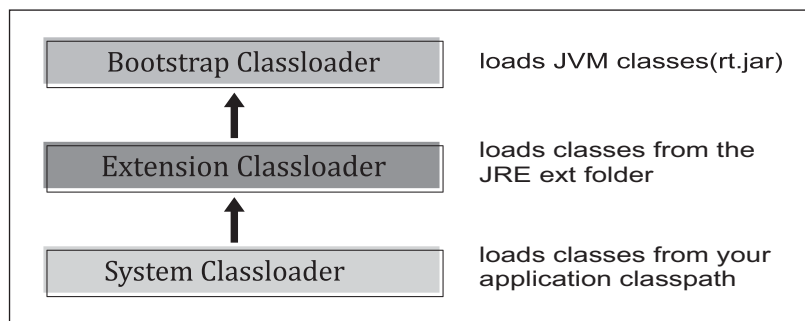 Bootstrap Classloader
loads JVM classes(rt.jar)
Extension Classloader
loads classes from the
JRE ext folder
System Classloader
loads classes from your
application classpath